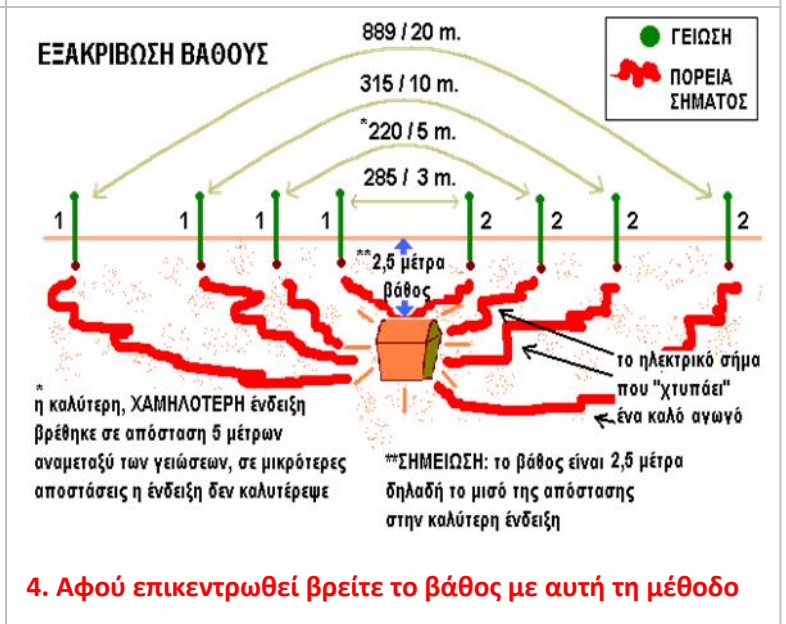 ΕΞΑΚΡΙΒΩΣΗ ΒΑΘΟΥΣ
889 / 20 m.
315 / 10 m.
*220 / 5 m.
285 / 3 m.
ΓΕΙΩΣΗ
ΠΟΡΕΙΑ
ΣΗΜΑΤΟΣ
1 1 1 1 2 2 2 2
**2,5 μέτρα
βάθος
το ηλεκτρικό σήμα
που "χτυπάει"
ένα καλό αγωγό
*
η καλύτερη, ΧΑΜΗΛΟΤΕΡΗ ένδειξη
βρέθηκε σε απόσταση 5 μέτρων
αναμεταξύ των γειώσεων, σε μικρότερες
αποστάσεις η ένδειξη δεν καλυτέρεψε
**ΣΗΜΕΙΩΣΗ: το βάθος είναι 2,5 μέτρα
δηλαδή το μισό της απόστασης
στην καλύτερη ένδειξη
4. Αφού επικεντρωθεί βρείτε το βάθος με αυτή τη μέθοδο